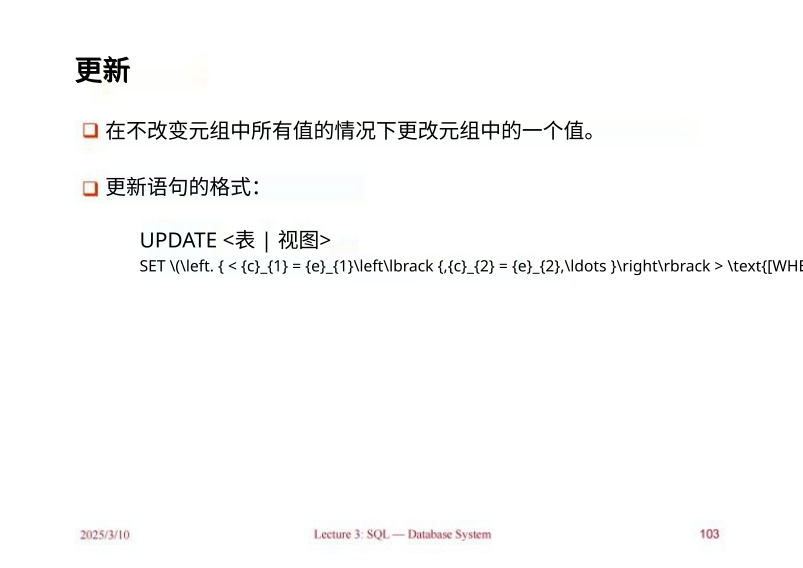 更新
在不改变元组中所有值的情况下更改元组中的一个值。
更新语句的格式：
UPDATE <表 | 视图>
SET \(\left. { < {c}_{1} = {e}_{1}\left\lbrack {,{c}_{2} = {e}_{2},\ldots }\right\rbrack > \text{[WHE
2025/3/10
Lecture 3: SQL — Database System
103